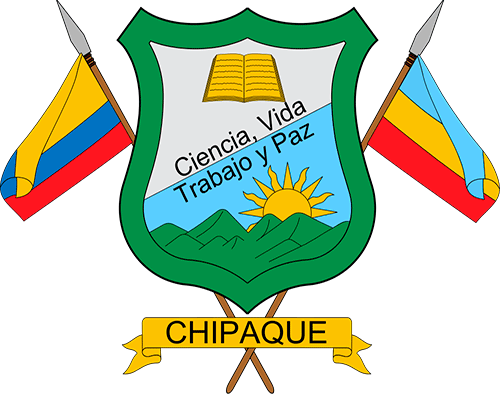 Ciencia, Vida
Trabajo y Paz
CHIPAQUE